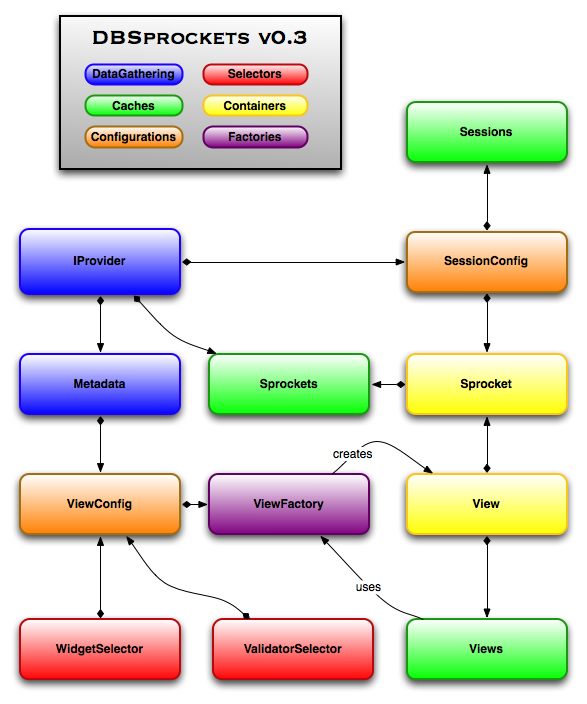 DBSprockets v0.3
DataGathering
Selectors
Caches
Containers
Configurations
Factories
Sessions
IProvider
SessionConfig
Metadata
Sprockets
Sprocket
creates
ViewConfig
ViewFactory
View
uses
WidgetSelector
ValidatorSelector
Views